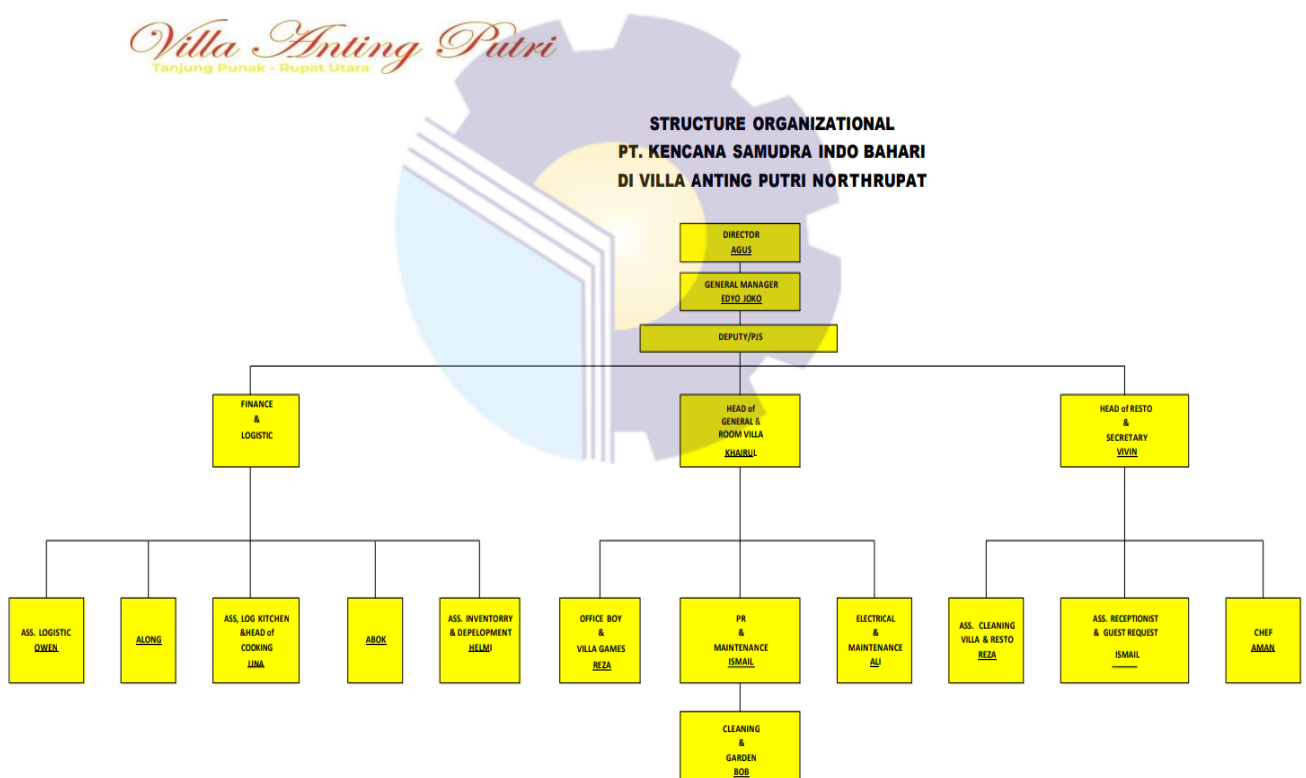 Villa Anting Putri
Tanjung Punak - Rupat Utara
STRUCTURE ORGANIZATIONAL
PT. KENCANA SAMUDRA INDO BAHARI
DI VILLA ANTING PUTRI NORTHRUPAT
DIRECTOR
AGUS
GENERAL MANAGER
EDYO JOKO
DEPUTY/PJS
FINANCE
&
LOGISTIC
HEAD of
GENERAL &
ROOM VILLA
KHAIRUL
HEAD of RESTO
&
SECRETARY
VIVIN
ASS. LOGISTIC
OWEN
ALONG
ASS, LOG KITCHEN
&HEAD of
COOKING
LINA
ABOK
ASS. INVENTORRY
& DEPELOPMENT
HELMI
OFFICE BOY
&
VILLA GAMES
REZA
PR
&
MAINTENANCE
ISMAIL
ELECTRICAL
&
MAINTENANCE
ALI
ASS. CLEANING
VILLA & RESTO
REZA
ASS. RECEPTIONIST
& GUEST REQUEST
ISMAIL
CHEF
AMAN
CLEANING
&
GARDEN
BOB